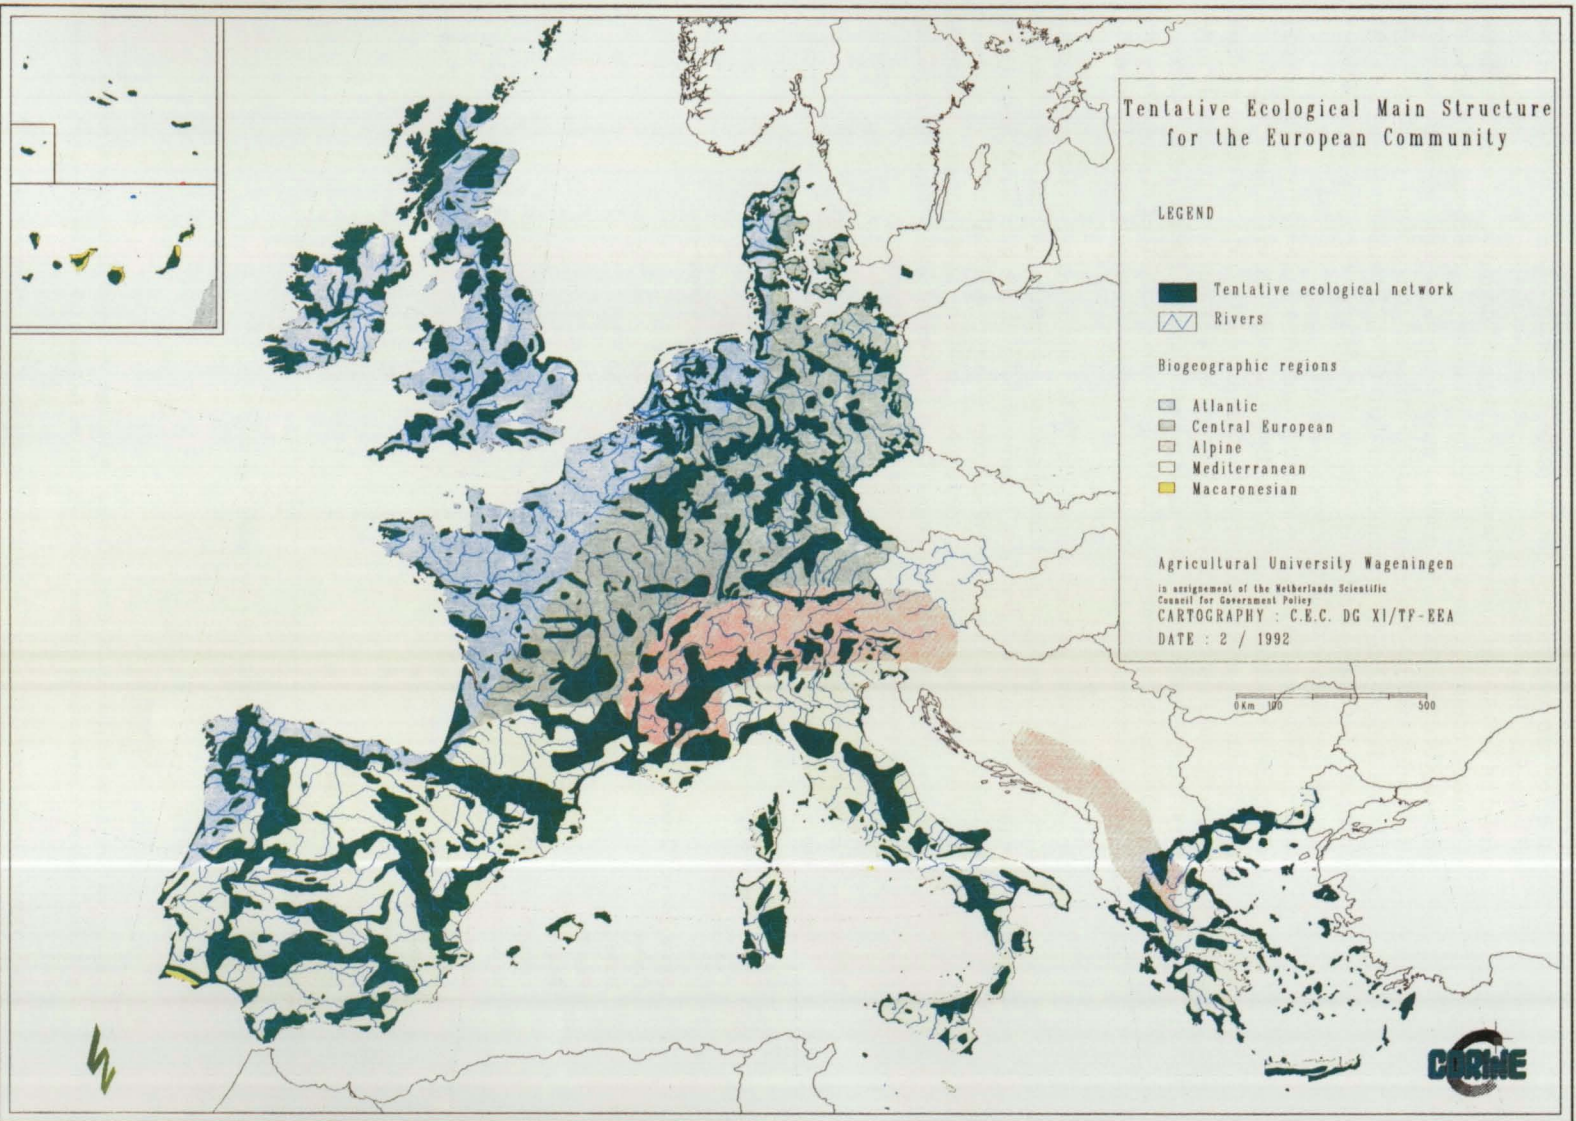 Tentative Ecological Main Structure
for the European Community
LEGEND
Tentative ecological network
Rivers
Biogeographic regions
Atlantic
Central European
Alpine
Mediterranean
Macaronesian
Agricultural University Wageningen
in assignement of the Netherlands Scientific
Council for Government Policy
CARTOGRAPHY : C.E.C. DG XI/TF-EEA
DATE : 2 / 1992
0Km 100 500
CORINE